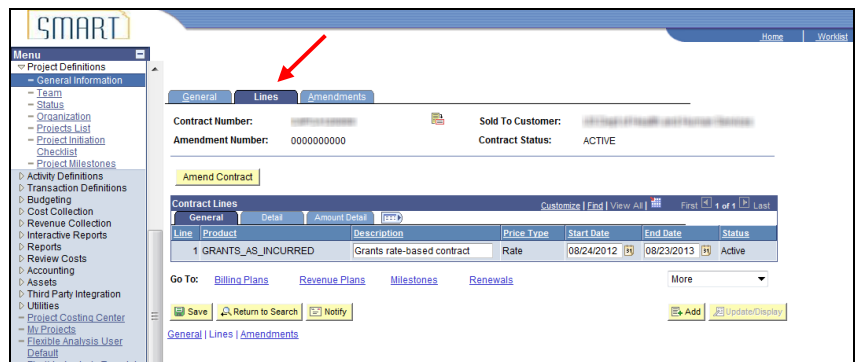 SMART
Home | Worklist
Menu
Project Definitions
General Information
Team
Status
Organization
Projects List
Project Initiation
Checklist
Project Milestones
Activity Definitions
Transaction Definitions
Budgeting
Cost Collection
Revenue Collection
Interactive Reports
Reports
Review Costs
Accounting
Assets
Third Party Integration
Utilities
Project Costing Center
My Projects
Flexible Analysis User
Default
General Lines Amendments
Contract Number: Sold To Customer:
Amendment Number: 0000000000 Contract Status: ACTIVE
Amend Contract
Contract Lines Customize | Find | View All | First 1 of 1 Last
General Detail Amount Detail
Line Product Description Price Type Start Date End Date Status
1 GRANTS_AS_INCURRED Grants rate-based contract Rate 08/24/2012 08/23/2013 Active
Go To: Billing Plans Revenue Plans Milestones Renewals More
Save Return to Search Notify Add Update/Display
General | Lines | Amendments